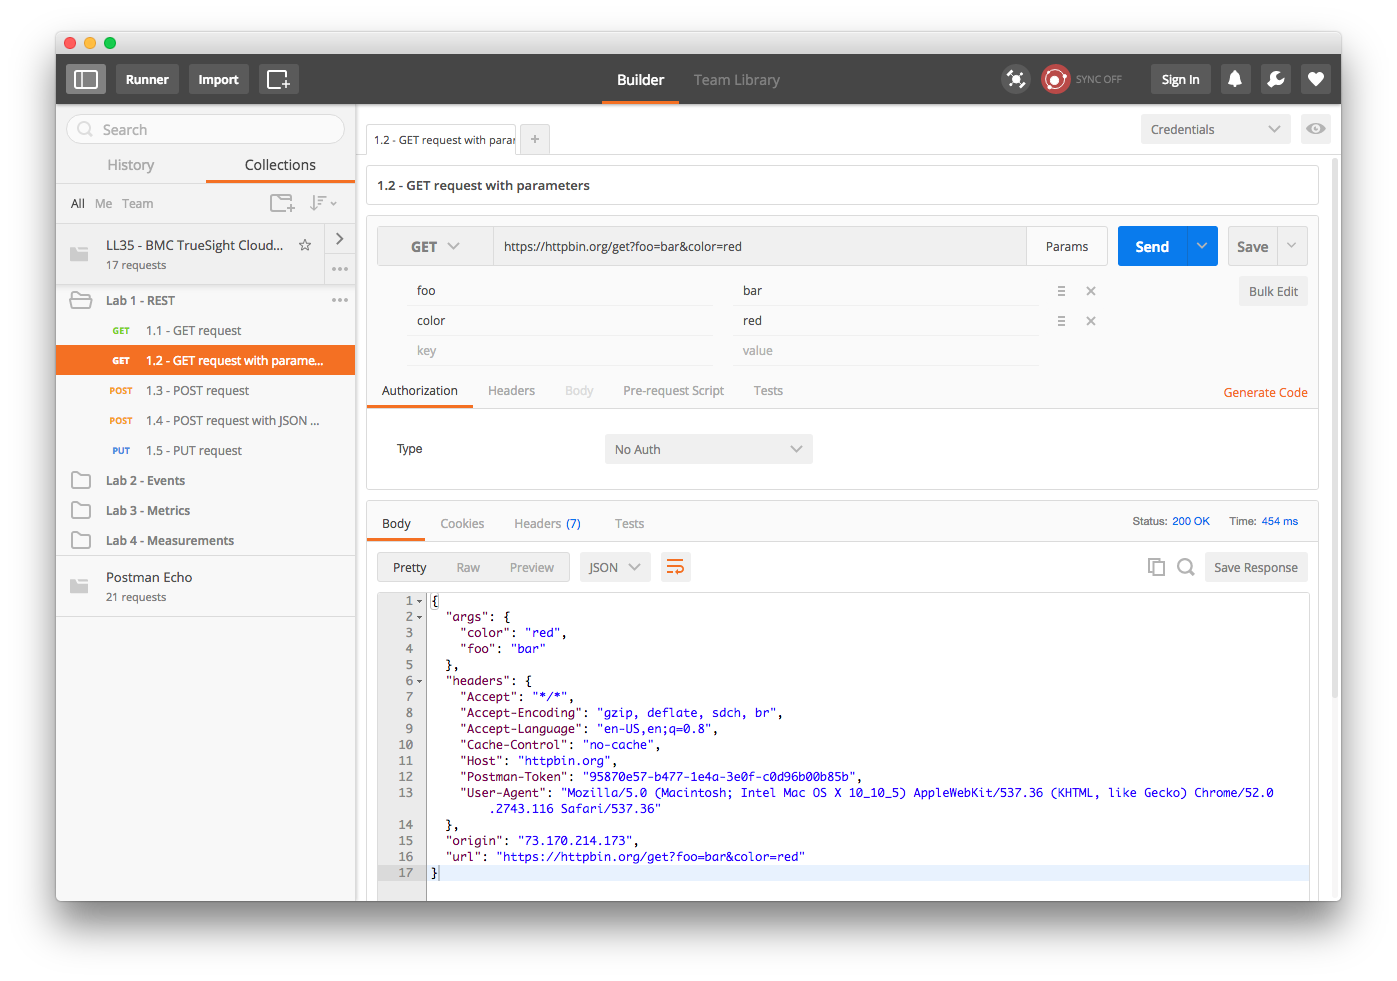 Runner
Import
Builder
Team Library
SYNC OFF
Sign In
Search
History
Collections
All Me Team
LL35 - BMC TrueSight Cloud...
17 requests
Lab 1 - REST
GET 1.1 - GET request
GET 1.2 - GET request with parame...
POST 1.3 - POST request
POST 1.4 - POST request with JSON ...
PUT 1.5 - PUT request
Lab 2 - Events
Lab 3 - Metrics
Lab 4 - Measurements
Postman Echo
21 requests
1.2 - GET request with parar
+
Credentials
1.2 - GET request with parameters
GET https://httpbin.org/get?foo=bar&color=red Params Send Save
foo bar Bulk Edit
color red
key value
Authorization Headers Body Pre-request Script Tests Generate Code
Type No Auth
Body Cookies Headers (7) Tests Status: 200 OK Time: 454 ms
Pretty Raw Preview JSON Save Response
1 {
2 "args": {
3 "color": "red",
4 "foo": "bar"
5 },
6 "headers": {
7 "Accept": "*/*",
8 "Accept-Encoding": "gzip, deflate, sdch, br",
9 "Accept-Language": "en-US,en;q=0.8",
10 "Cache-Control": "no-cache",
11 "Host": "httpbin.org",
12 "Postman-Token": "95870e57-b477-1e4a-3e0f-c0d96b00b85b",
13 "User-Agent": "Mozilla/5.0 (Macintosh; Intel Mac OS X 10_10_5) AppleWebKit/537.36 (KHTML, like Gecko) Chrome/52.0
.2743.116 Safari/537.36"
14 },
15 "origin": "73.170.214.173",
16 "url": "https://httpbin.org/get?foo=bar&color=red"
17 }